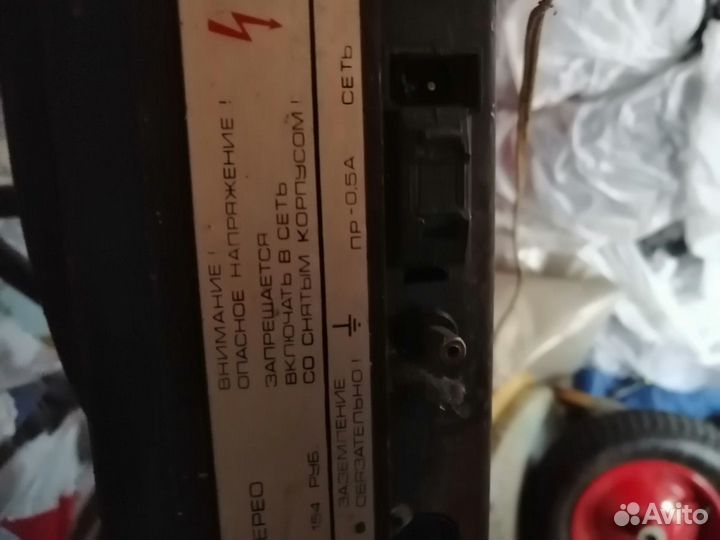 ВНИМАНИЕ!
ОПАСНОЕ НАПРЯЖЕНИЕ!
ЗАПРЕЩАЕТСЯ
ВКЛЮЧАТЬ В СЕТЬ
СО СНЯТЫМ КОРПУСОМ!
ЕРЕО
154 РУБ.
ЗАЗЕМЛЕНИЕ
ОБЯЗАТЕЛЬНО!
ПР-0,5А
СЕТЬ
Avito